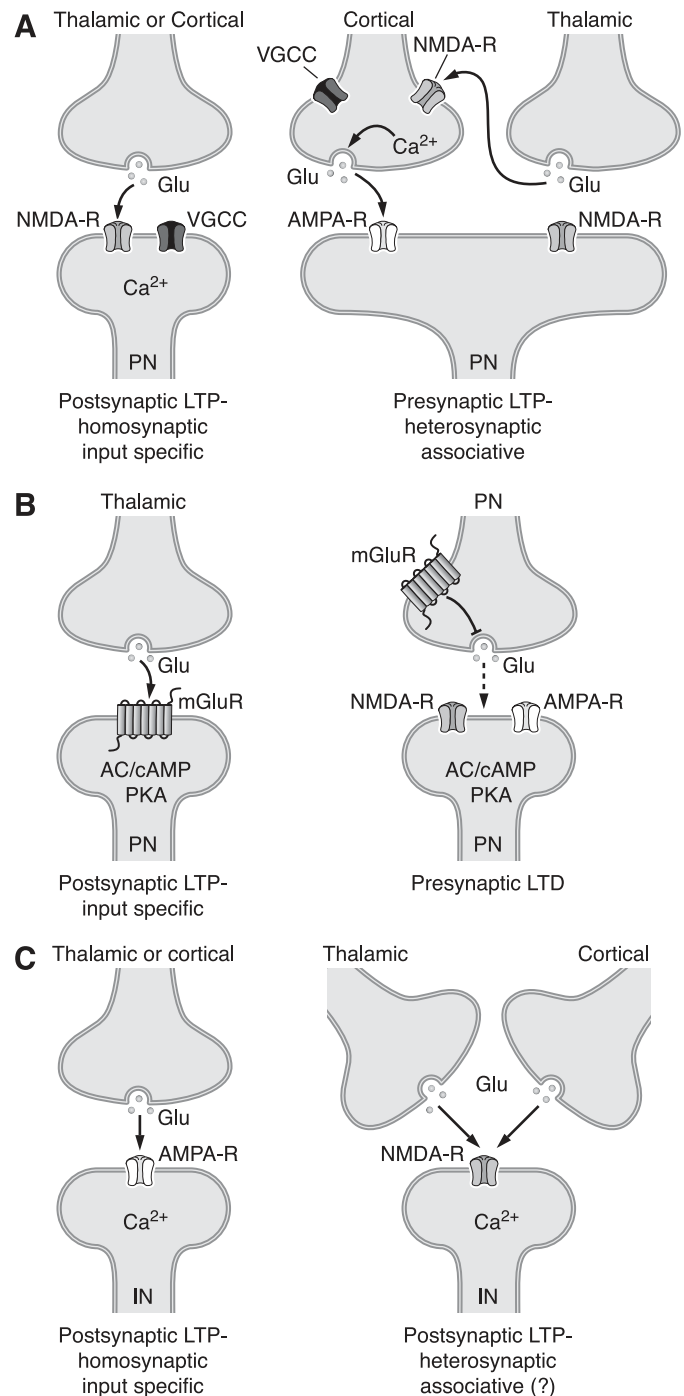 A
Thalamic or Cortical
Glu
NMDA-R
VGCC
Ca2+
PN
Postsynaptic LTP-
homosynaptic
input specific
Cortical
Thalamic
VGCC
NMDA-R
Ca2+
Glu
Glu
AMPA-R
NMDA-R
PN
Presynaptic LTP-
heterosynaptic
associative
B
Thalamic
Glu
mGluR
AC/cAMP
PKA
PN
Postsynaptic LTP-
input specific
PN
mGluR
Glu
NMDA-R
AMPA-R
AC/cAMP
PKA
PN
Presynaptic LTD
C
Thalamic or cortical
Glu
AMPA-R
Ca2+
IN
Postsynaptic LTP-
homosynaptic
input specific
Thalamic
Cortical
Glu
NMDA-R
Ca2+
IN
Postsynaptic LTP-
heterosynaptic
associative (?)